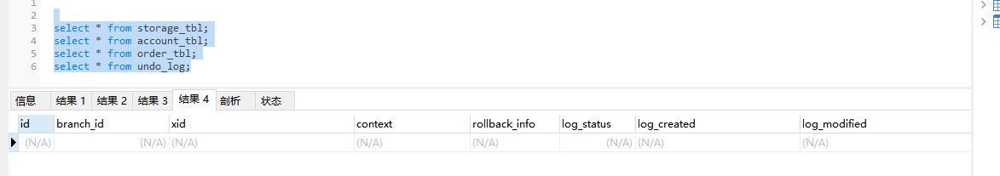 1
2
3 select * from storage_tbl;
4 select * from account_tbl;
5 select * from order_tbl;
6 select * from undo_log;
信息 结果 1 结果 2 结果 3 结果 4 剖析 状态
id branch_id xid context rollback_info log_status log_created log_modified
(N/A) (N/A) (N/A) (N/A) (N/A) (N/A) (N/A) (N/A)